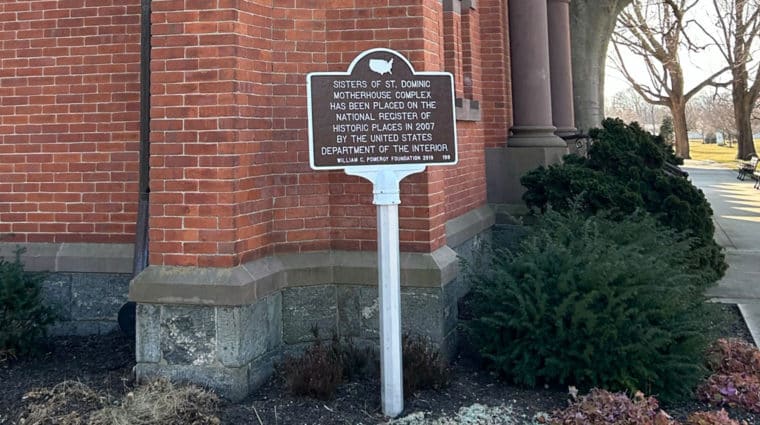 SISTERS OF ST. DOMINIC
MOTHERHOUSE COMPLEX
HAS BEEN PLACED ON THE
NATIONAL REGISTER OF
HISTORIC PLACES IN 2007
BY THE UNITED STATES
DEPARTMENT OF THE INTERIOR
WILLIAM C. POMEROY FOUNDATION 2019 199